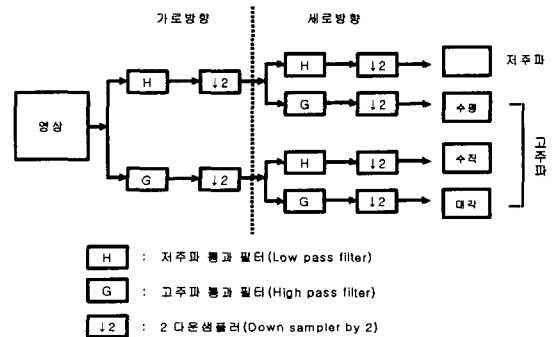 가로방향 세로방향
H ↓2 H ↓2 저주파
G ↓2 수평
영상 고주파
G ↓2 H ↓2 수직
G ↓2 대각
H : 저주파 통과 필터(Low pass filter)
G : 고주파 통과 필터(High pass filter)
↓2 : 2 다운샘플러(Down sampler by 2)